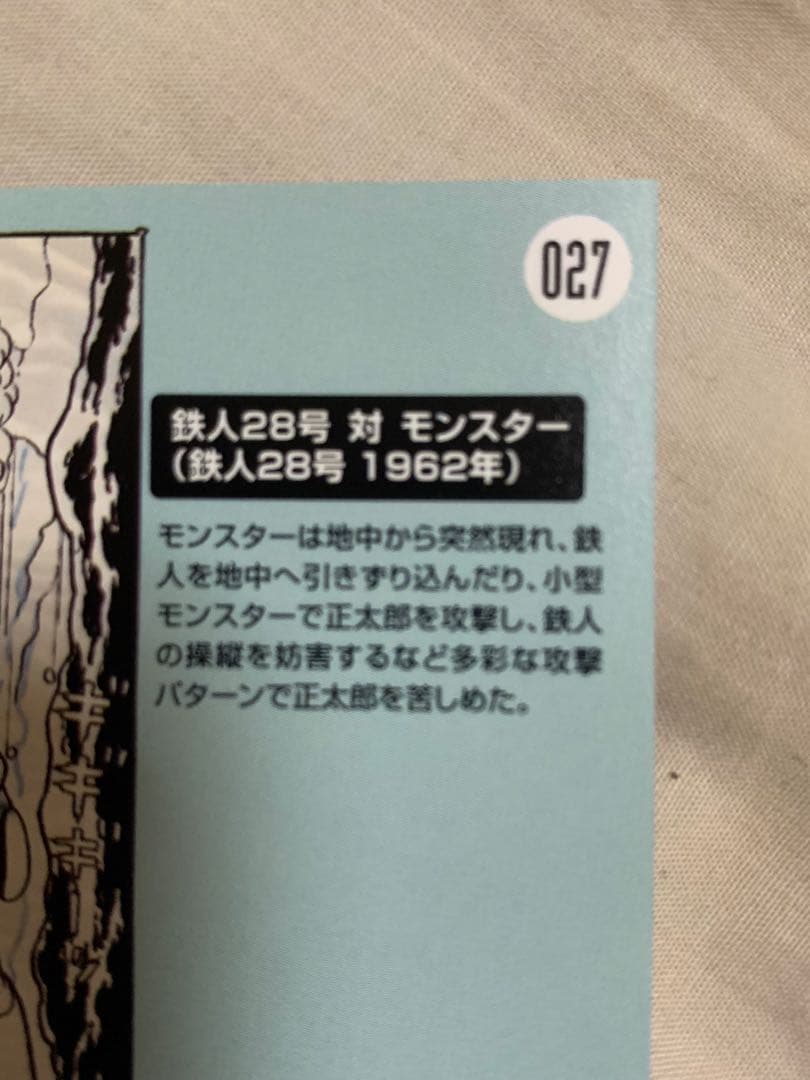 027
鉄人28号 対 モンスター
（鉄人28号 1962年）
モンスターは地中から突然現れ、鉄
人を地中へ引きずり込んだり、小型
モンスターで正太郎を攻撃し、鉄人
の操縦を妨害するなど多彩な攻撃
パターンで正太郎を苦しめた。
ギギギーッ